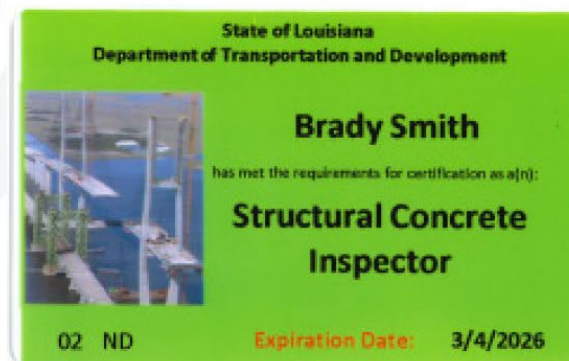 State of Louisiana
Department of Transportation and Development
Brady Smith
has met the requirements for certification as a(n):
Structural Concrete
Inspector
02 ND
Expiration Date: 3/4/2026